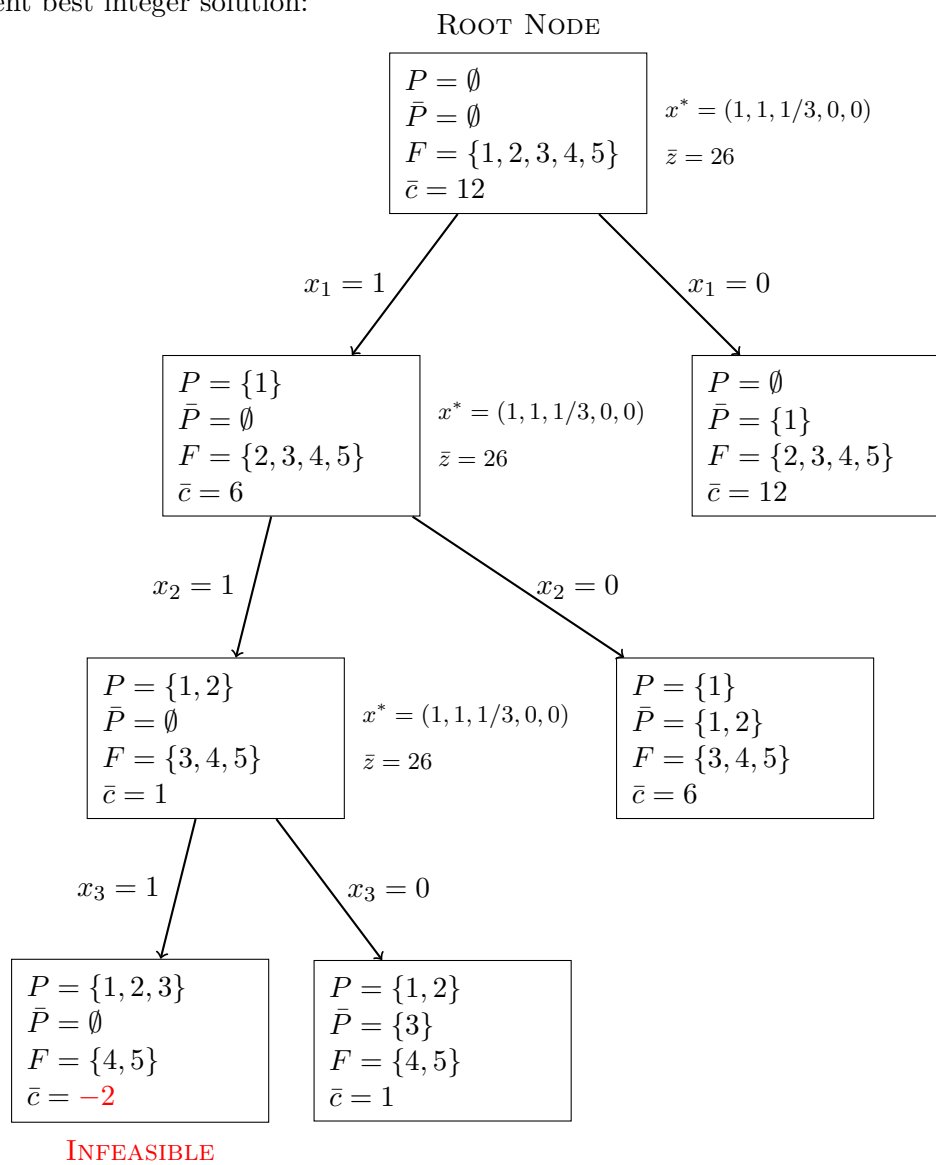 ent best integer solution:
ROOT NODE
P = ∅
P̄ = ∅
F = {1, 2, 3, 4, 5}
c̄ = 12
x* = (1, 1, 1/3, 0, 0)
z̄ = 26
x₁ = 1
x₁ = 0
P = {1}
P̄ = ∅
F = {2, 3, 4, 5}
c̄ = 6
x* = (1, 1, 1/3, 0, 0)
z̄ = 26
P = ∅
P̄ = {1}
F = {2, 3, 4, 5}
c̄ = 12
x₂ = 1
x₂ = 0
P = {1, 2}
P̄ = ∅
F = {3, 4, 5}
c̄ = 1
x* = (1, 1, 1/3, 0, 0)
z̄ = 26
P = {1}
P̄ = {1, 2}
F = {3, 4, 5}
c̄ = 6
x₃ = 1
x₃ = 0
P = {1, 2, 3}
P̄ = ∅
F = {4, 5}
c̄ = −2
INFEASIBLE
P = {1, 2}
P̄ = {3}
F = {4, 5}
c̄ = 1